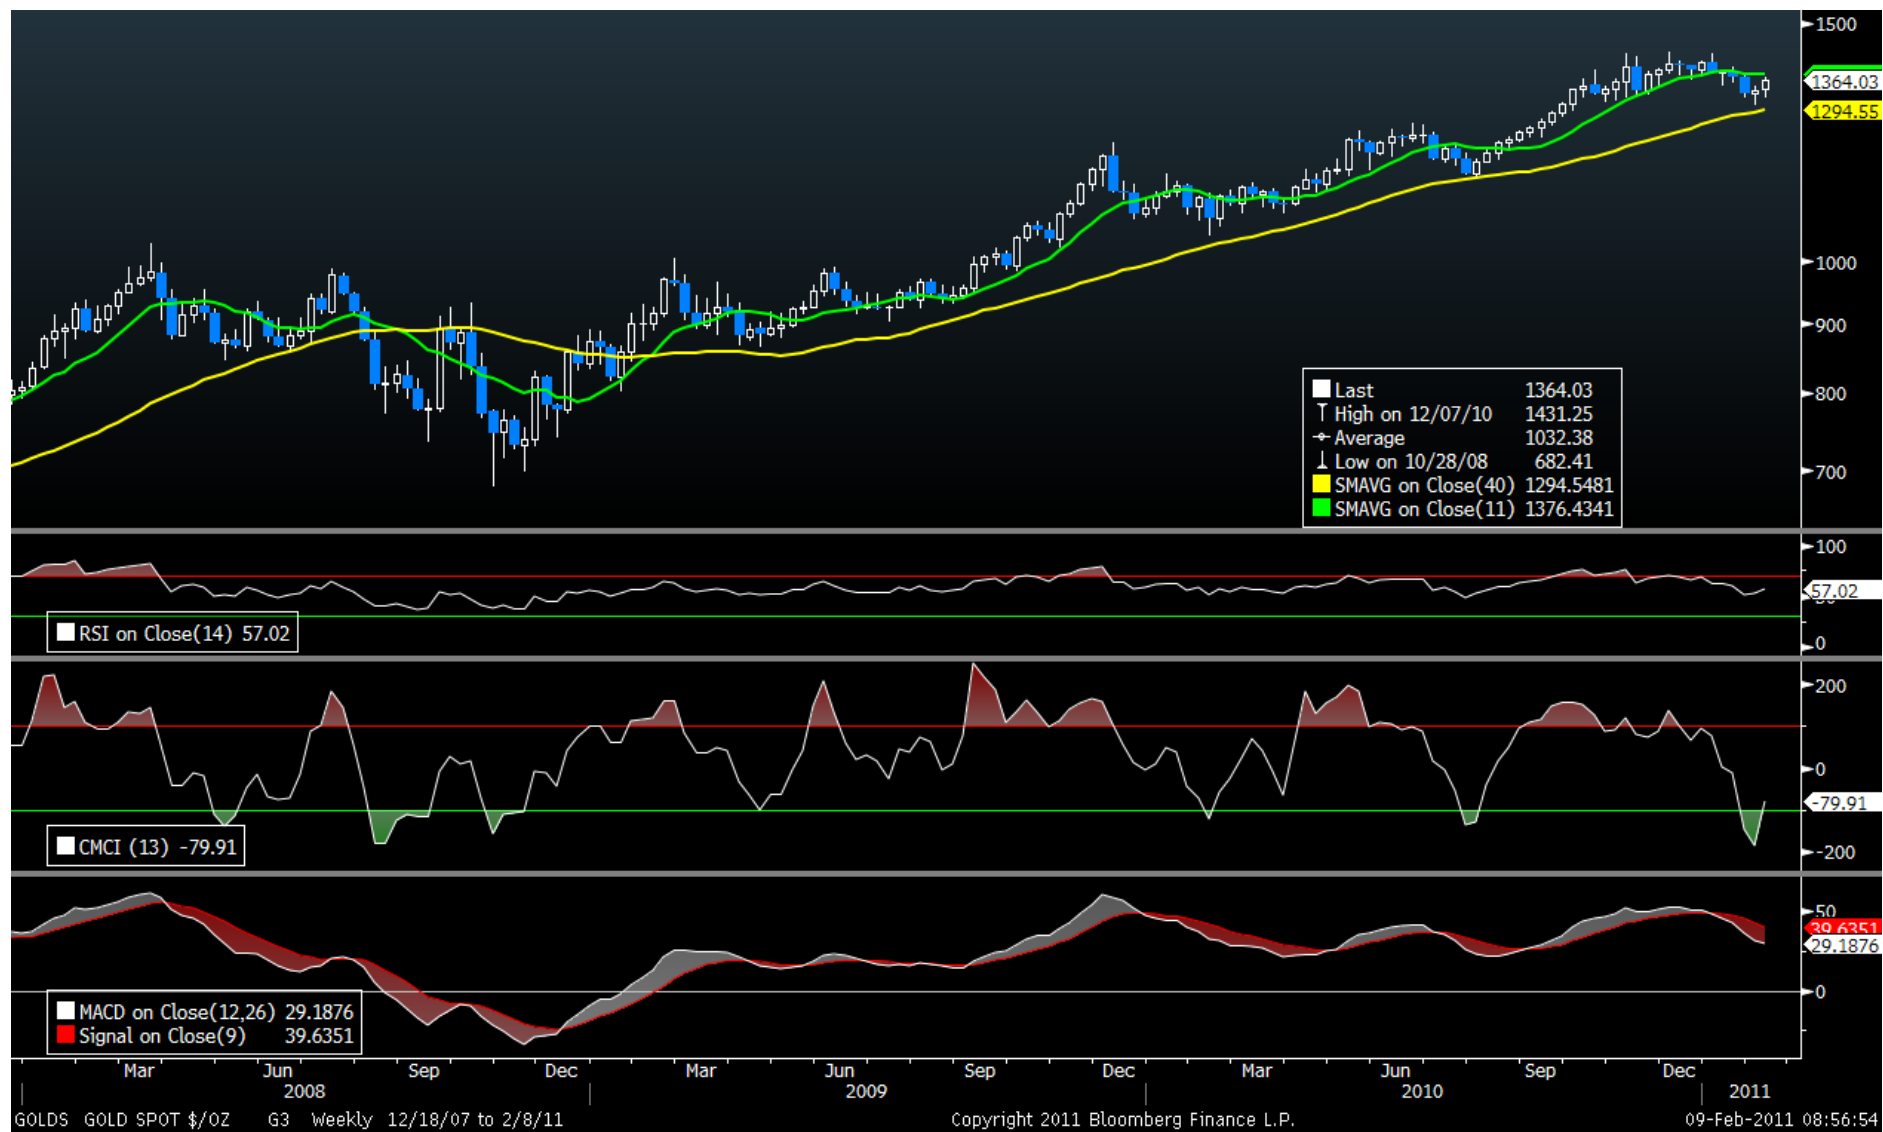 1500
1364.03
1294.55
1000
900
800
700
Last 1364.03
High on 12/07/10 1431.25
Average 1032.38
Low on 10/28/08 682.41
SMAVG on Close(40) 1294.5481
SMAVG on Close(11) 1376.4341
100
57.02
0
RSI on Close(14) 57.02
200
0
-79.91
-200
CMCI (13) -79.91
50
39.6351
29.1876
0
MACD on Close(12,26) 29.1876
Signal on Close(9) 39.6351
Mar Jun Sep Dec Mar Jun Sep Dec Mar Jun Sep Dec
2008 2009 2010 2011
GOLDS GOLD SPOT $/OZ G3 Weekly 12/18/07 to 2/8/11 Copyright 2011 Bloomberg Finance L.P. 09-Feb-2011 08:56:54